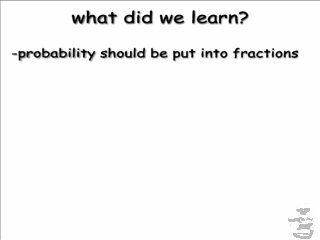 what did we learn?
-probability should be put into fractions